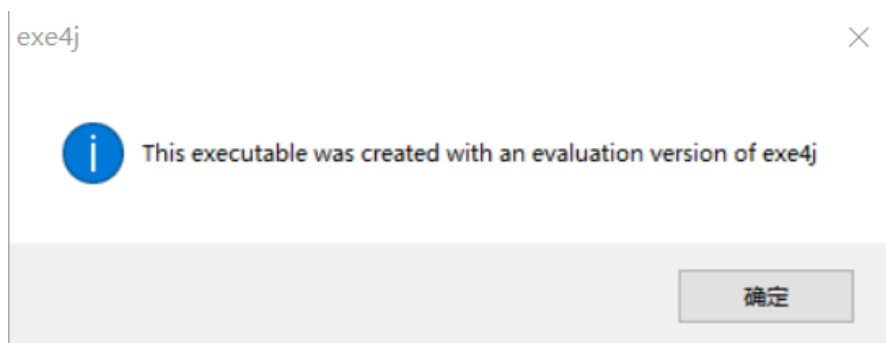 exe4j
This executable was created with an evaluation version of exe4j
确定